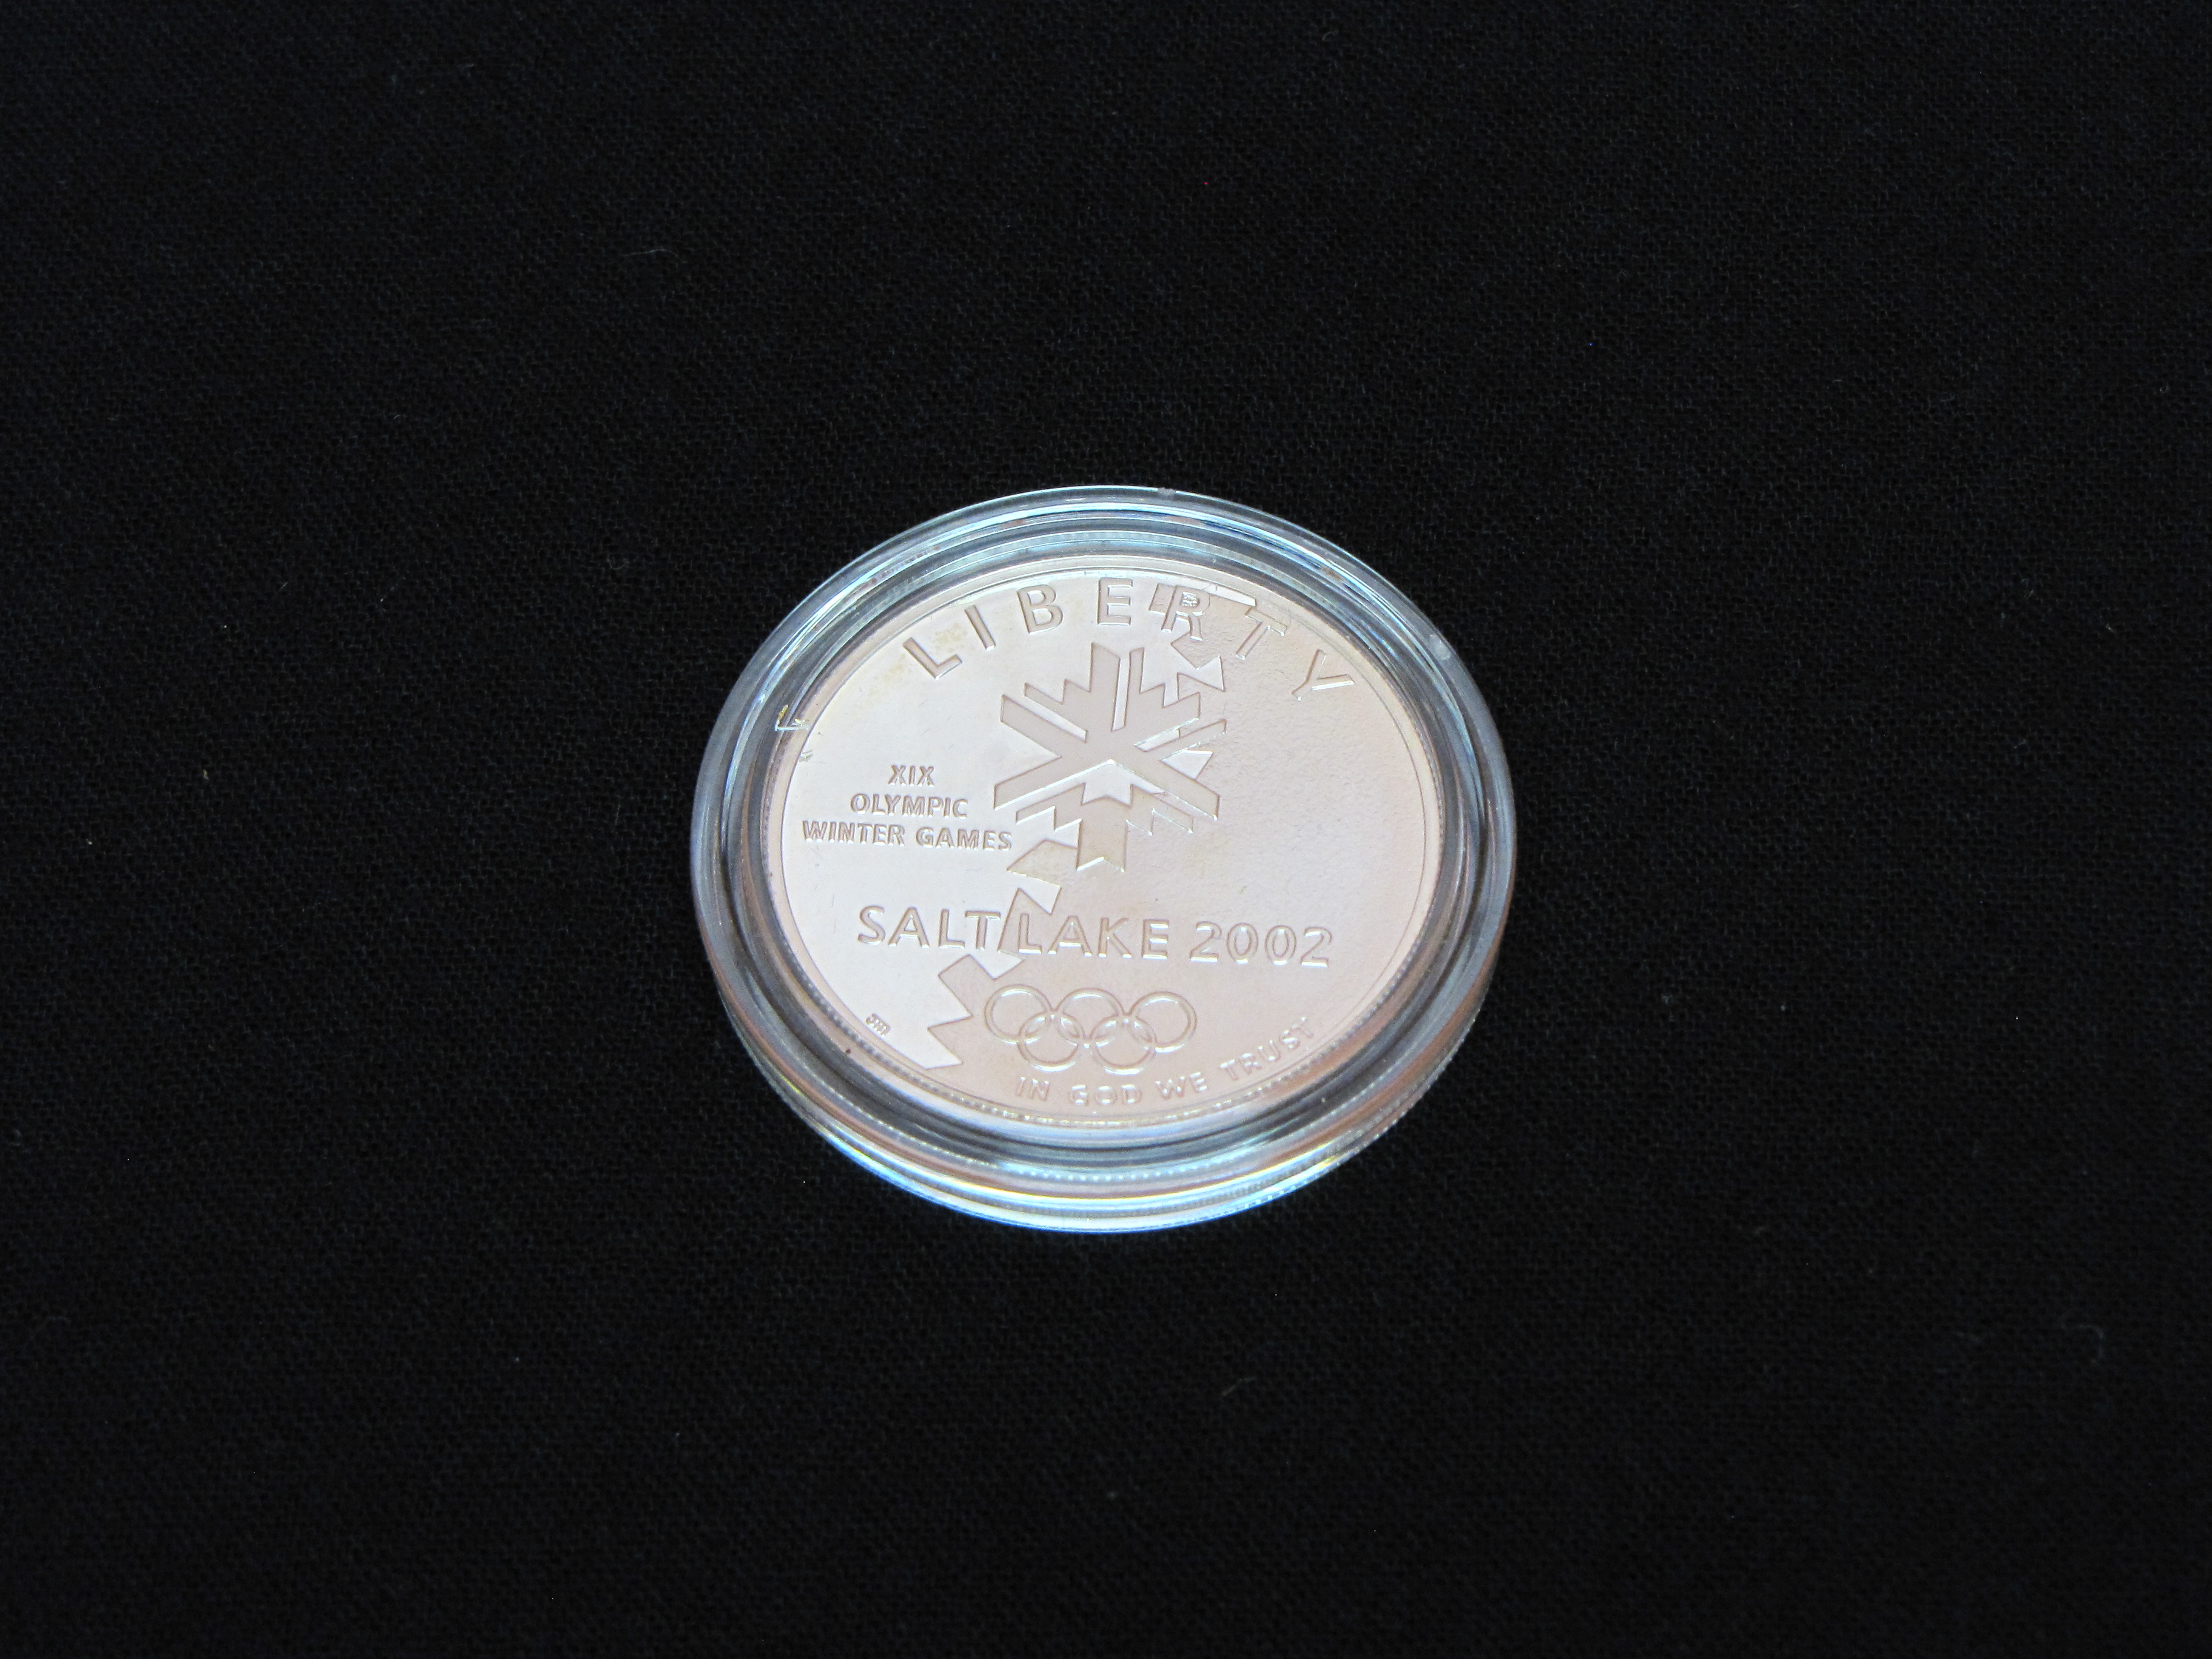 LIBERTY
XIX
OLYMPIC
WINTER GAMES
SALT LAKE 2002
IN GOD WE TRUST